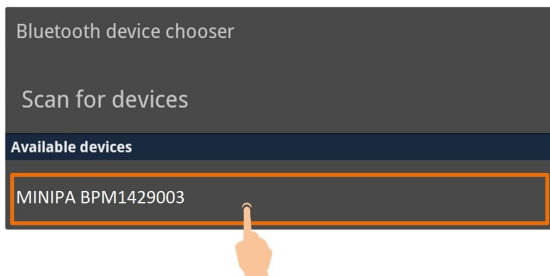 Bluetooth device chooser
Scan for devices
Available devices
MINIPA BPM1429003